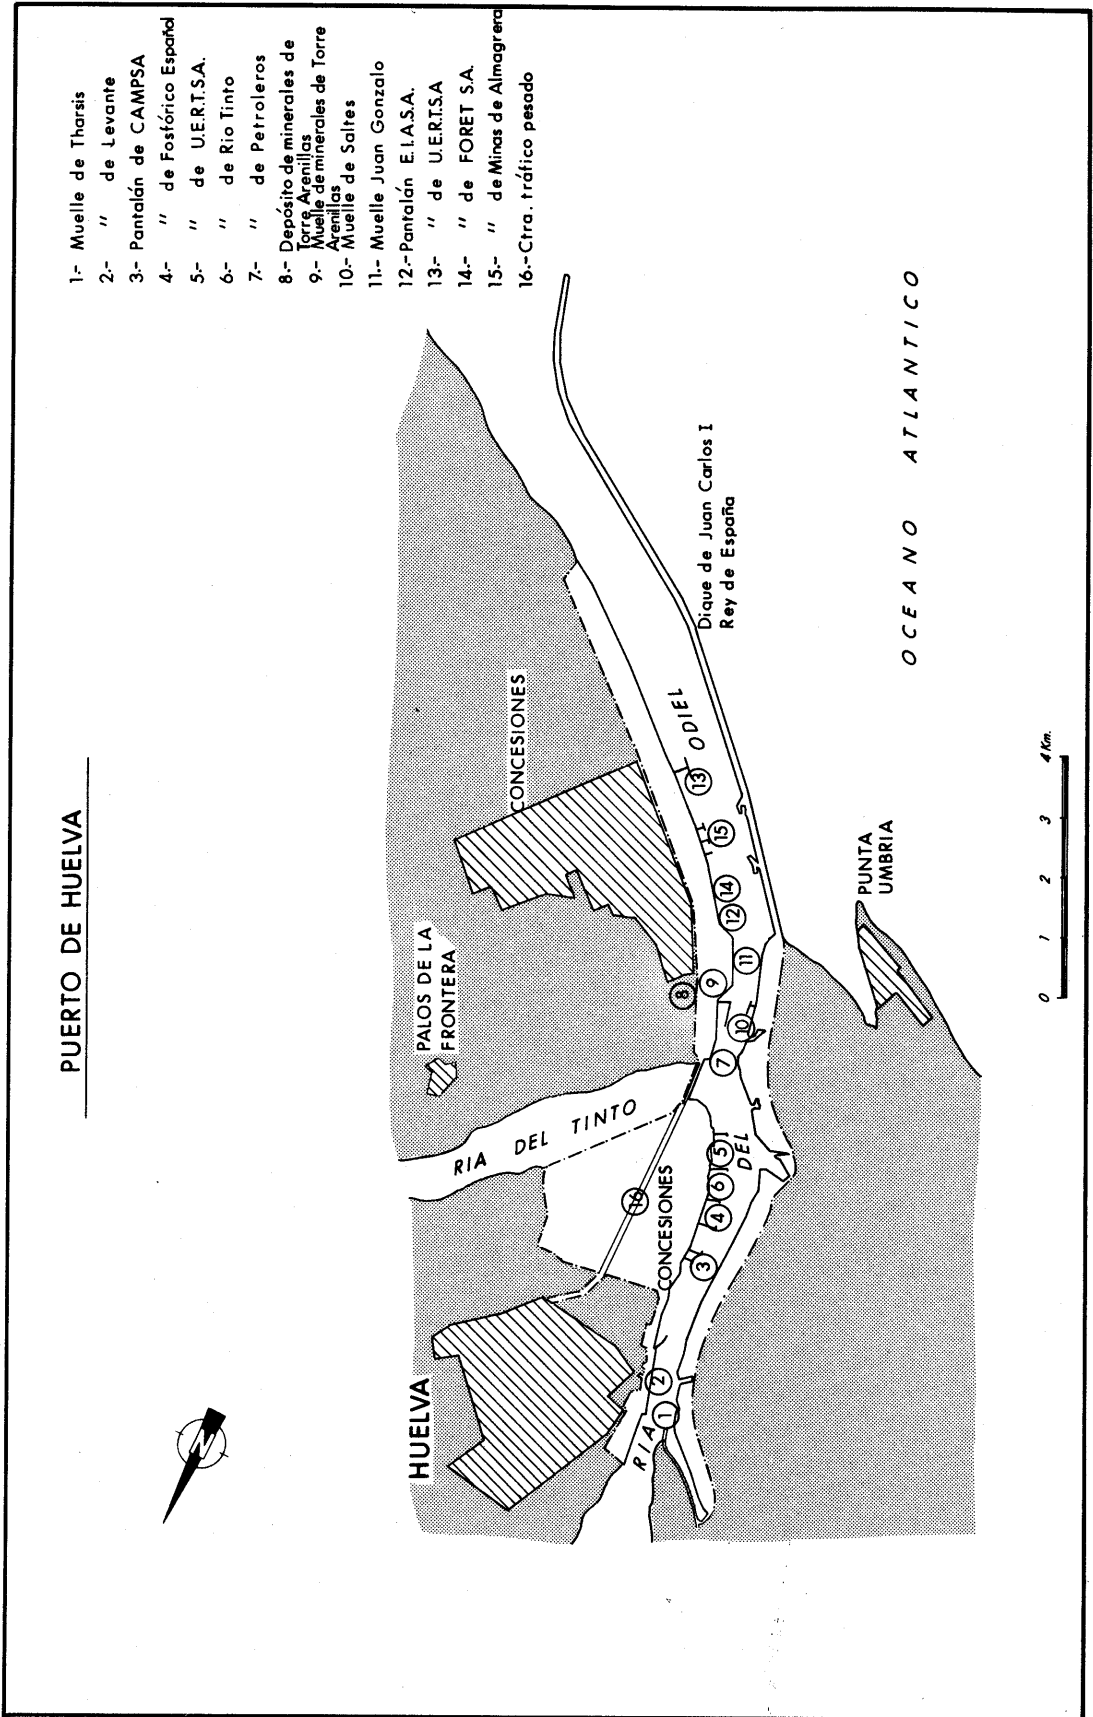 PUERTO DE HUELVA
1.- Muelle de Tharsis
2.- " de Levante
3.- Pantalán de CAMPSA
4.- " de Fosfórico Español
5.- " de U.E.R.T.S.A.
6.- " de Rio Tinto
7.- " de Petroleros
8.- Depósito de minerales de
Torre Arenillas
9.- Muelle de minerales de Torre
Arenillas
10.- Muelle de Saltes
11.- Muelle Juan Gonzalo
12.- Pantalán E.I.A.S.A.
13.- " de U.E.R.T.S.A
14.- " de FORET S.A.
15.- " de Minas de Almagrera
16.- Ctra. tráfico pesado
N
HUELVA
PALOS DE LA
FRONTERA
CONCESIONES
RIA DEL TINTO
16
CONCESIONES
8
RIA
DEL
ODIEL
1
2
3
4
6
5
7
10
9
11
12
14
15
13
Dique de Juan Carlos I
Rey de España
PUNTA
UMBRIA
OCEANO ATLANTICO
0 1 2 3 4 Km.